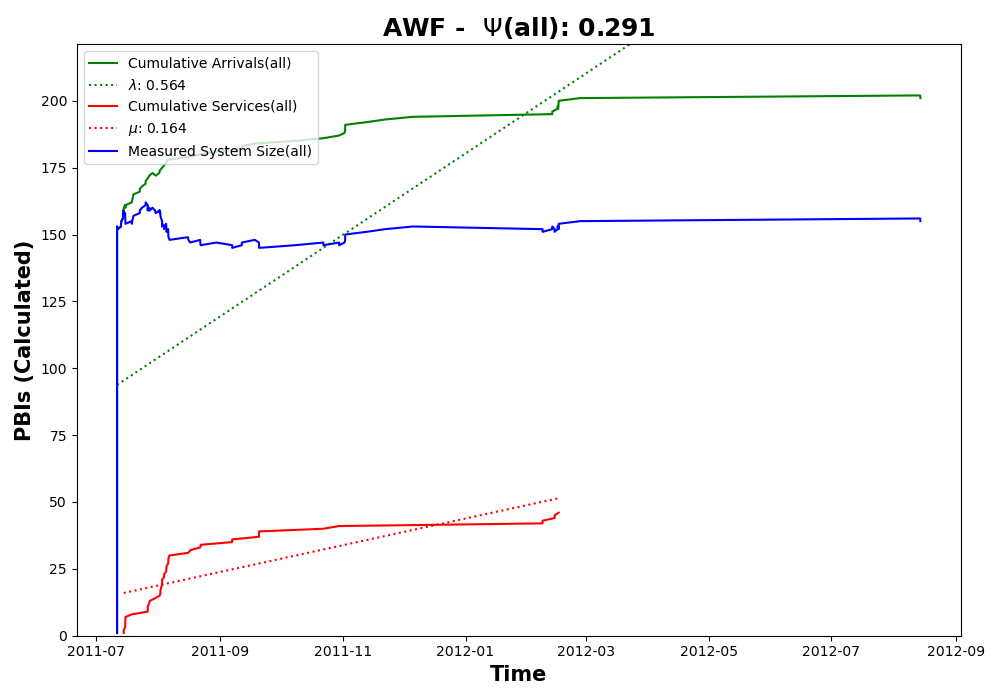 AWF - Ψ(all): 0.291
Cumulative Arrivals(all)
λ: 0.564
Cumulative Services(all)
μ: 0.164
Measured System Size(all)
PBIs (Calculated)
200
175
150
125
100
75
50
25
0
2011-07 2011-09 2011-11 2012-01 2012-03 2012-05 2012-07 2012-09
Time